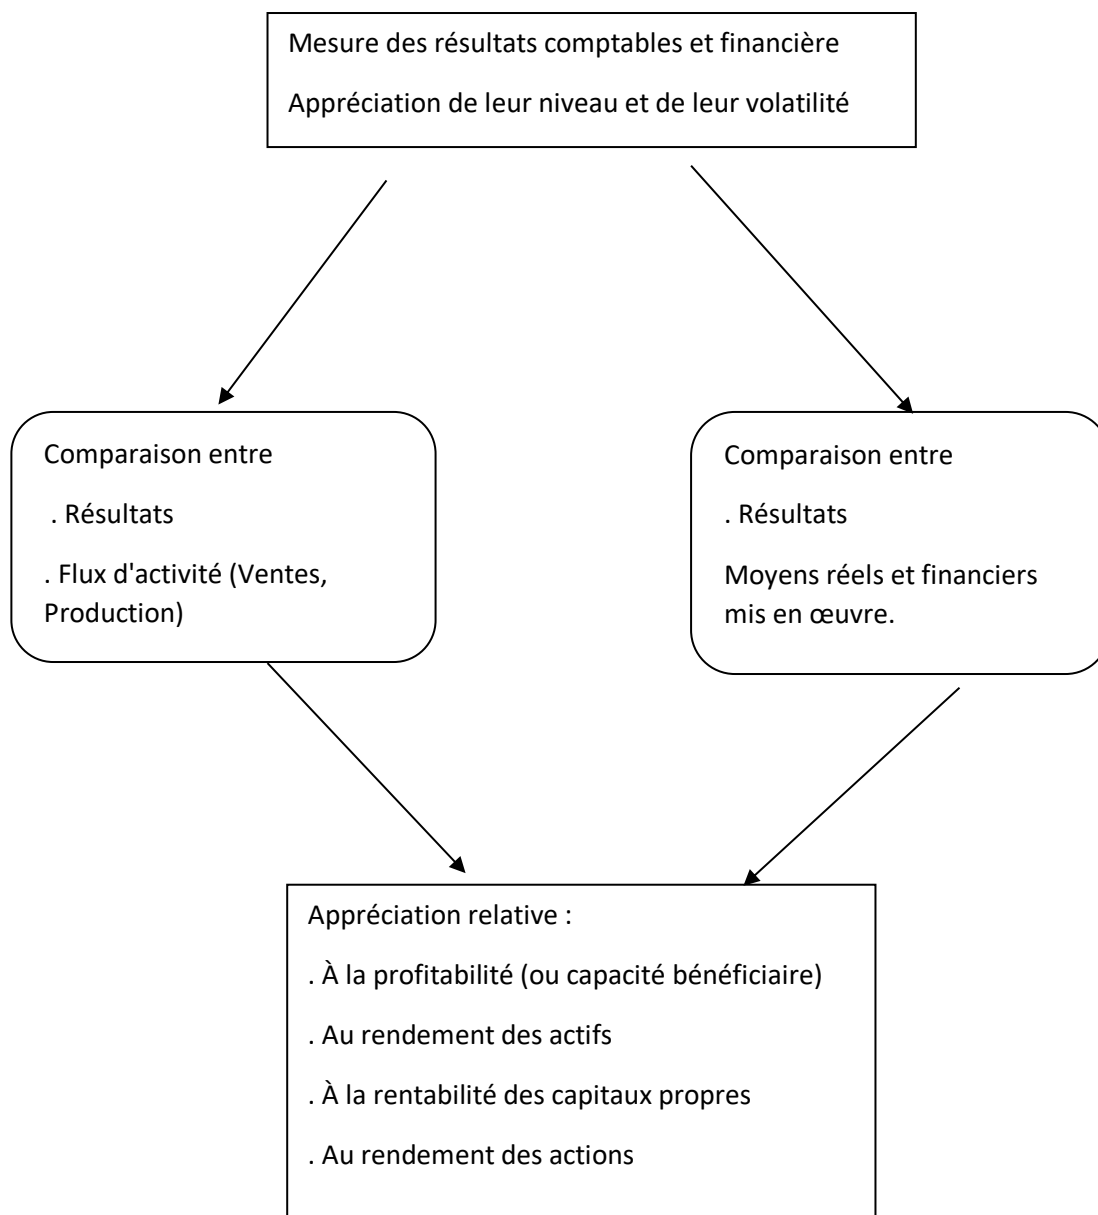 Mesure des résultats comptables et financière
Appréciation de leur niveau et de leur volatilité
Comparaison entre
. Résultats
. Flux d'activité (Ventes,
Production)
Comparaison entre
. Résultats
Moyens réels et financiers
mis en œuvre.
Appréciation relative :
. À la profitabilité (ou capacité bénéficiaire)
. Au rendement des actifs
. À la rentabilité des capitaux propres
. Au rendement des actions